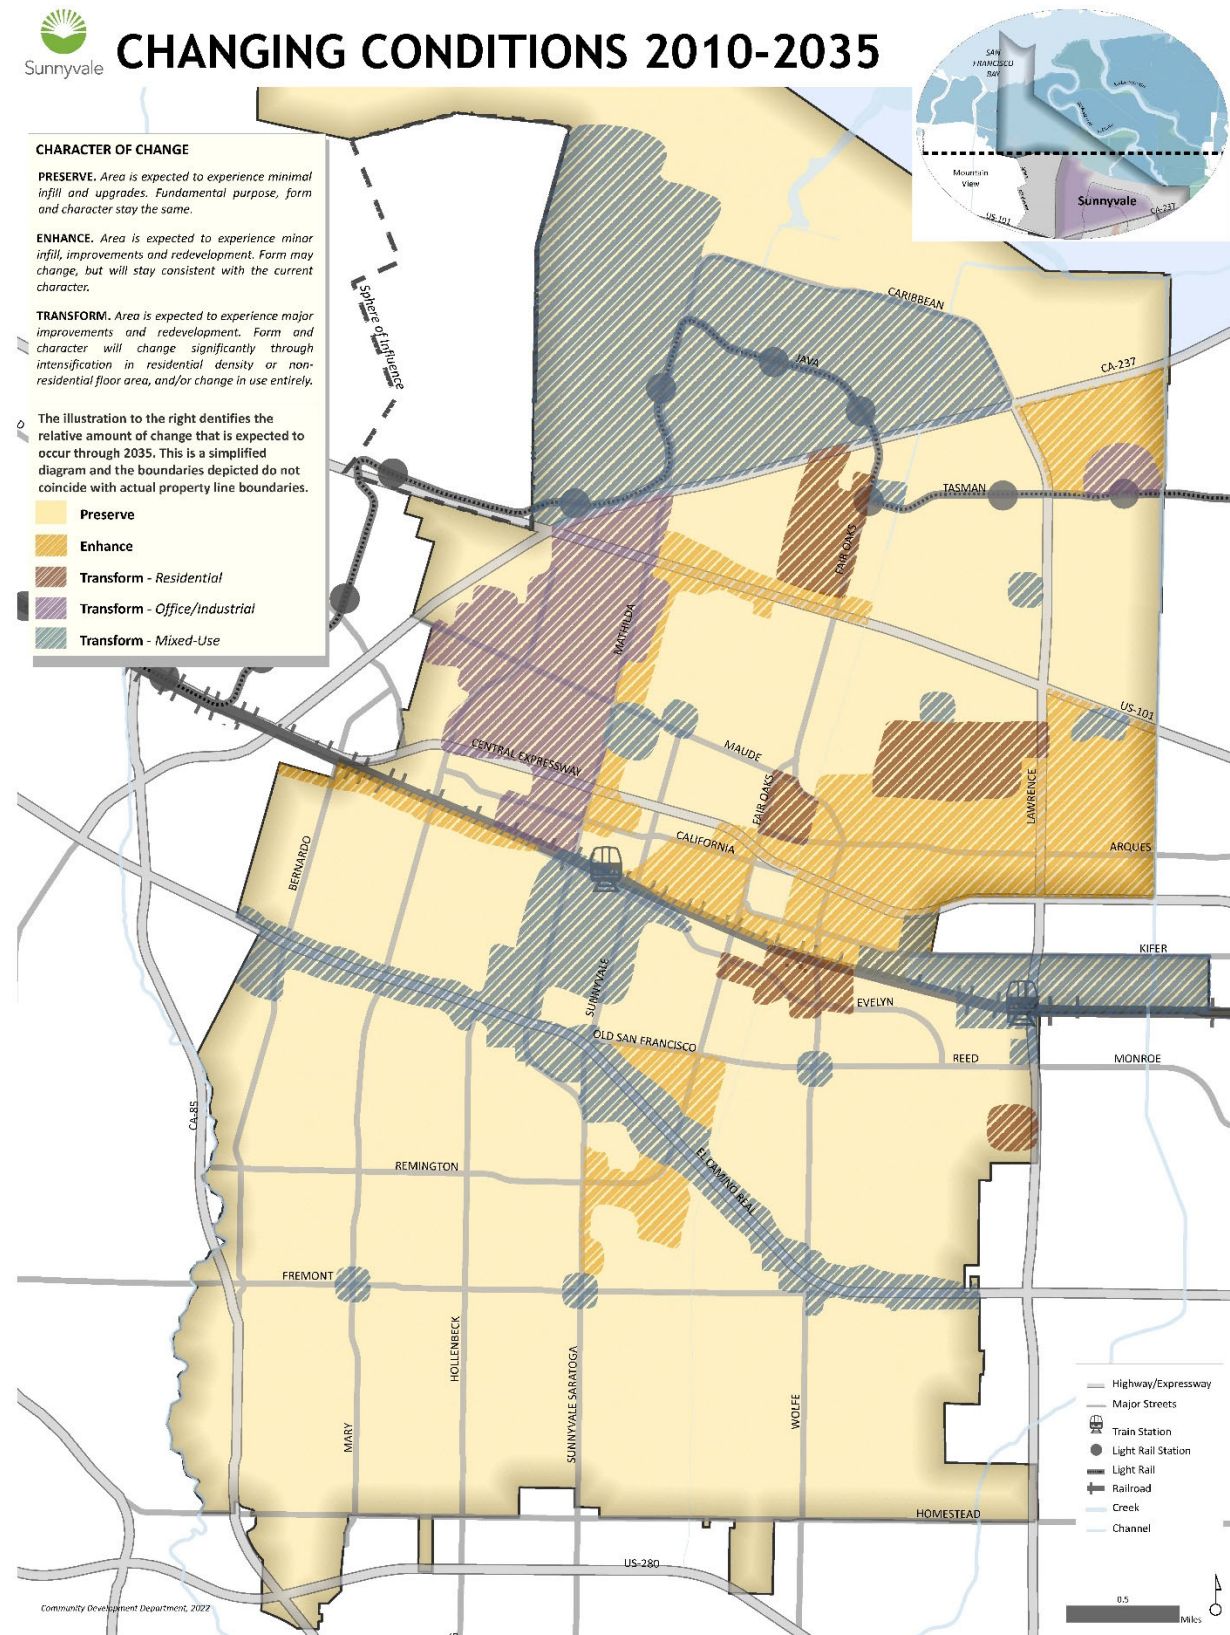 Sunnyvale
CHANGING CONDITIONS 2010-2035
SAN
FRANCISCO
BAY
Mountain
View
Sunnyvale
US-101
CA-237
CHARACTER OF CHANGE
PRESERVE. Area is expected to experience minimal
infill and upgrades. Fundamental purpose, form
and character stay the same.
ENHANCE. Area is expected to experience minor
infill, improvements and redevelopment. Form may
change, but will stay consistent with the current
character.
TRANSFORM. Area is expected to experience major
improvements and redevelopment. Form and
character will change significantly through
intensification in residential density or non-
residential floor area, and/or change in use entirely.
The illustration to the right dentifies the
relative amount of change that is expected to
occur through 2035. This is a simplified
diagram and the boundaries depicted do not
coincide with actual property line boundaries.
Preserve
Enhance
Transform - Residential
Transform - Office/Industrial
Transform - Mixed-Use
Sphere of Influence
CARIBBEAN
JAVA
CA-237
TASMAN
FAIR OAKS
MATHILDA
US-101
MAUDE
CENTRAL EXPRESSWAY
FAIR OAKS
LAWRENCE
CALIFORNIA
ARQUES
BERNARDO
KIFER
SUNNYVALE
EVELYN
OLD SAN FRANCISCO
REED
MONROE
CA-85
REMINGTON
EL CAMINO REAL
FREMONT
HOLLENBECK
SUNNYVALE SARATOGA
MARY
WOLFE
HOMESTEAD
US-280
Highway/Expressway
Major Streets
Train Station
Light Rail Station
Light Rail
Railroad
Creek
Channel
0.5
Miles
Community Development Department, 2022